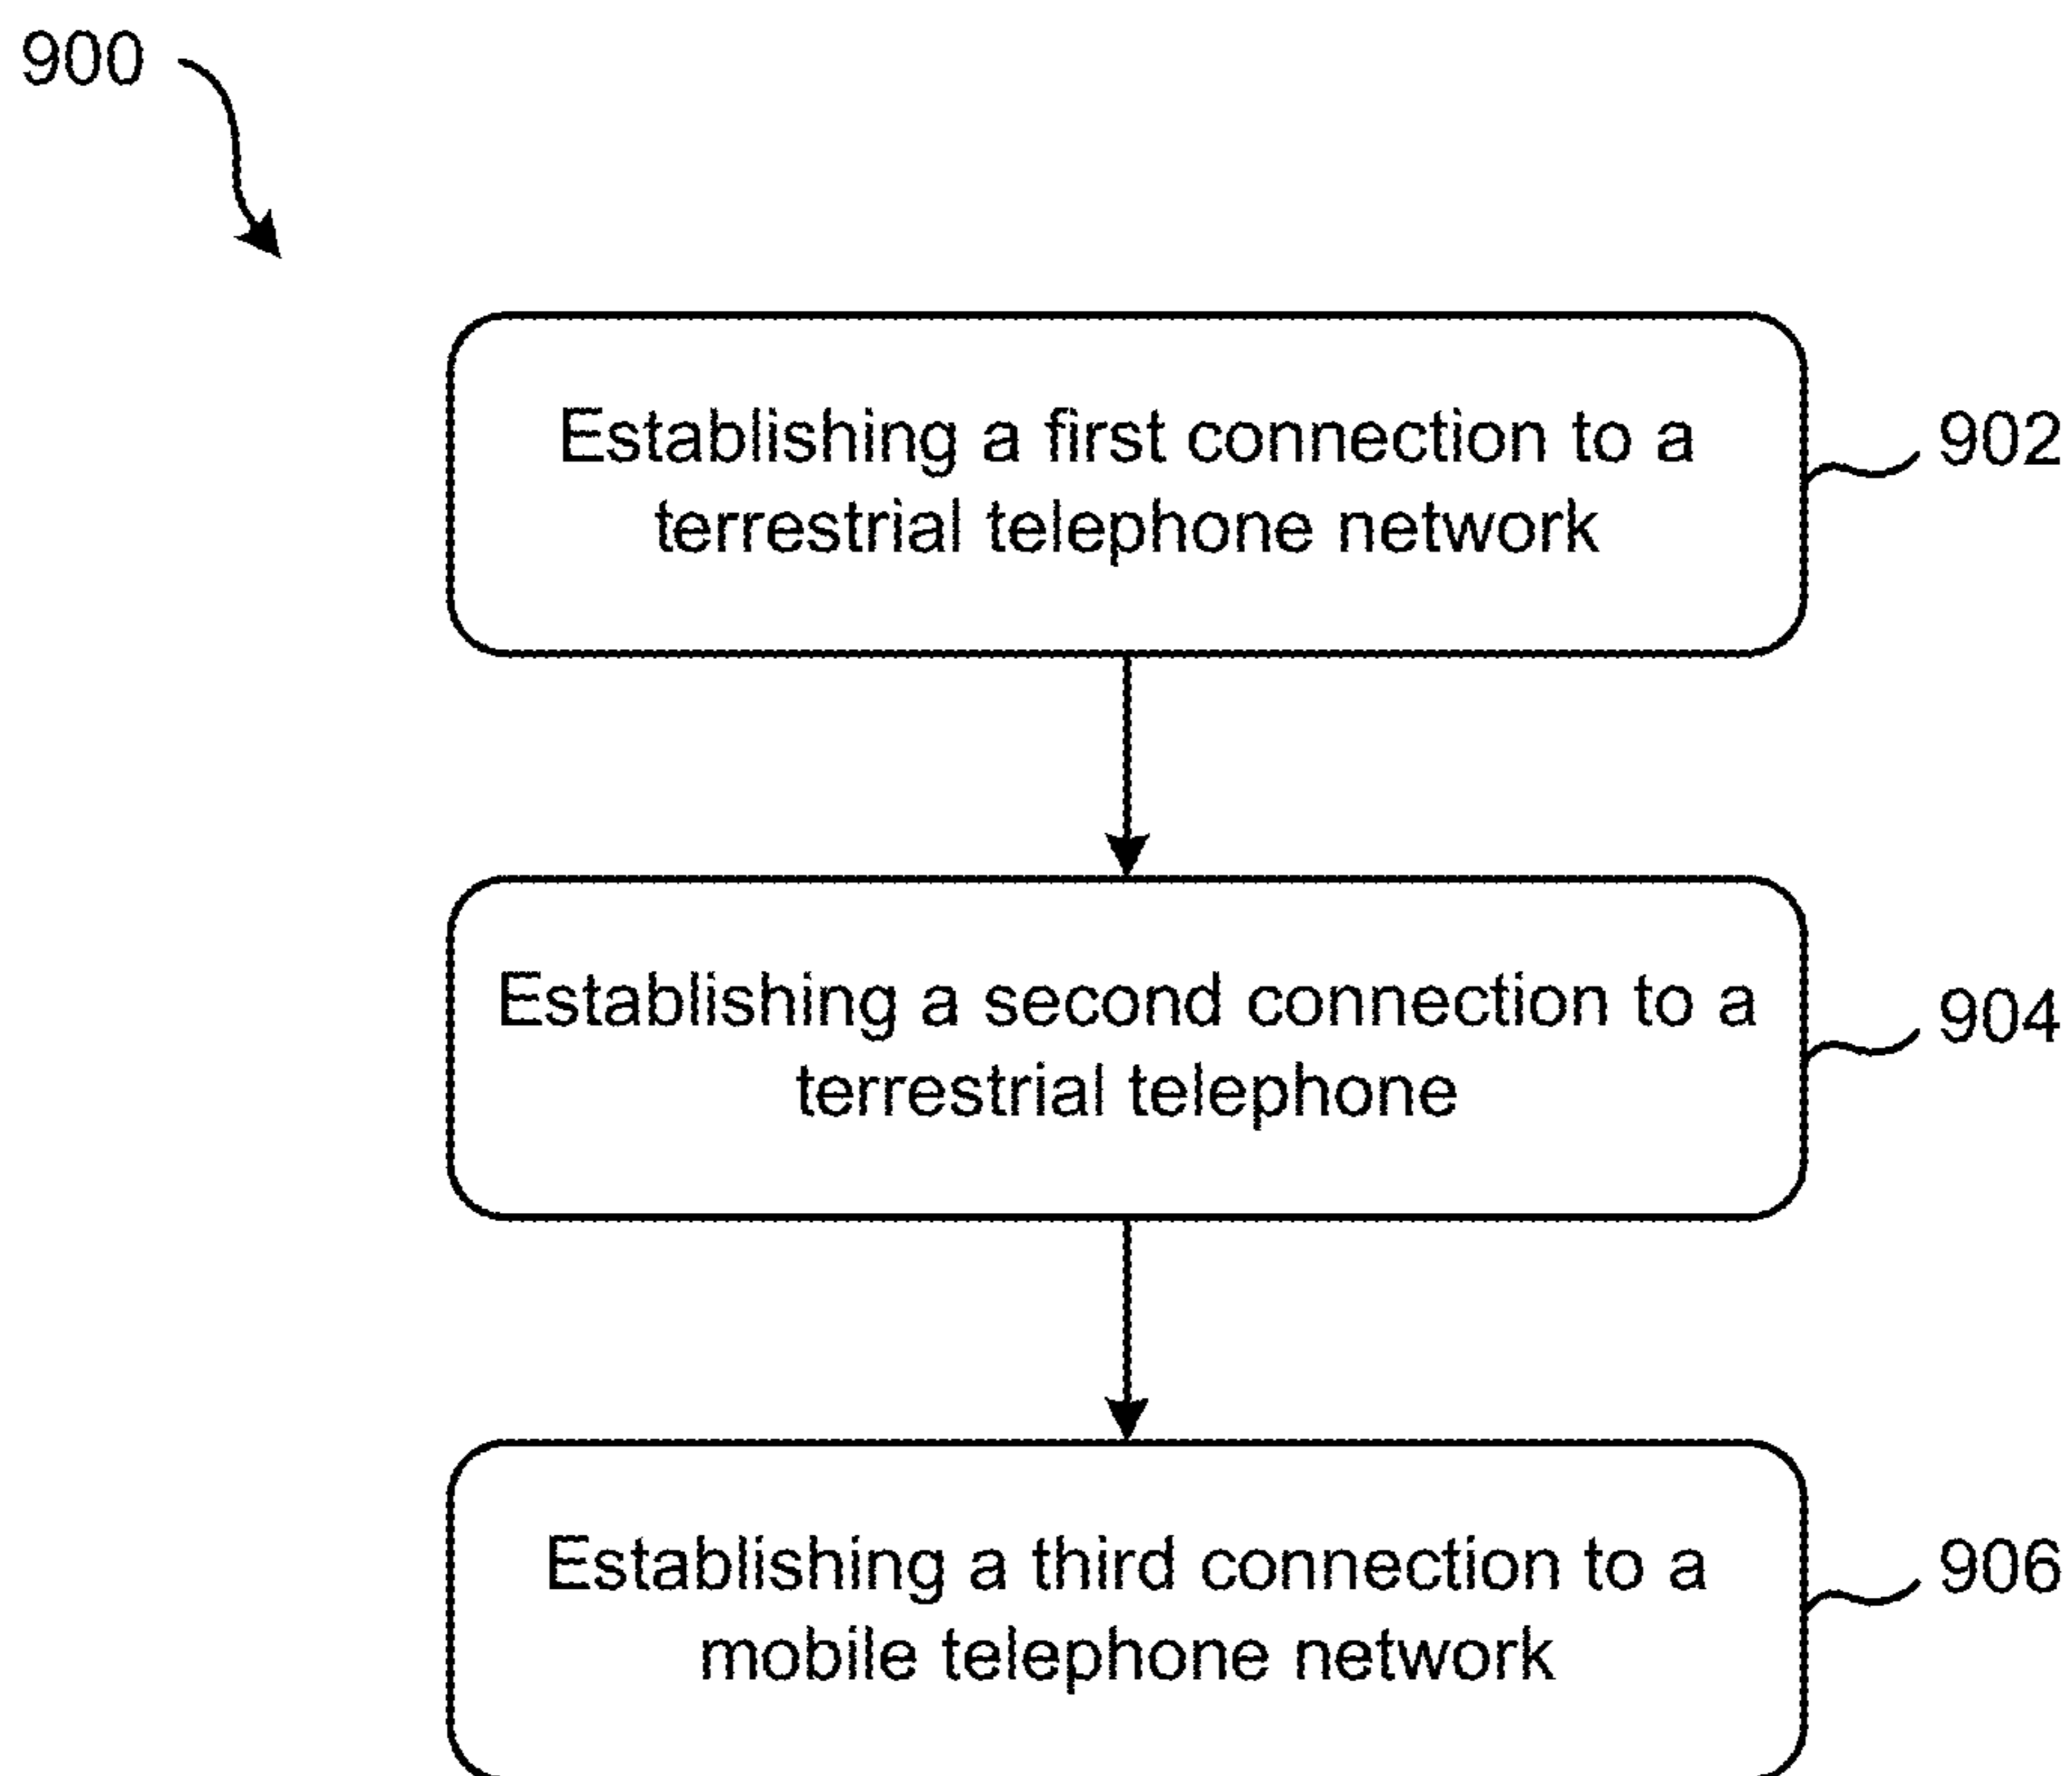 900
Establishing a first connection to a
terrestrial telephone network
902
Establishing a second connection to a
terrestrial telephone
904
Establishing a third connection to a
mobile telephone network
906